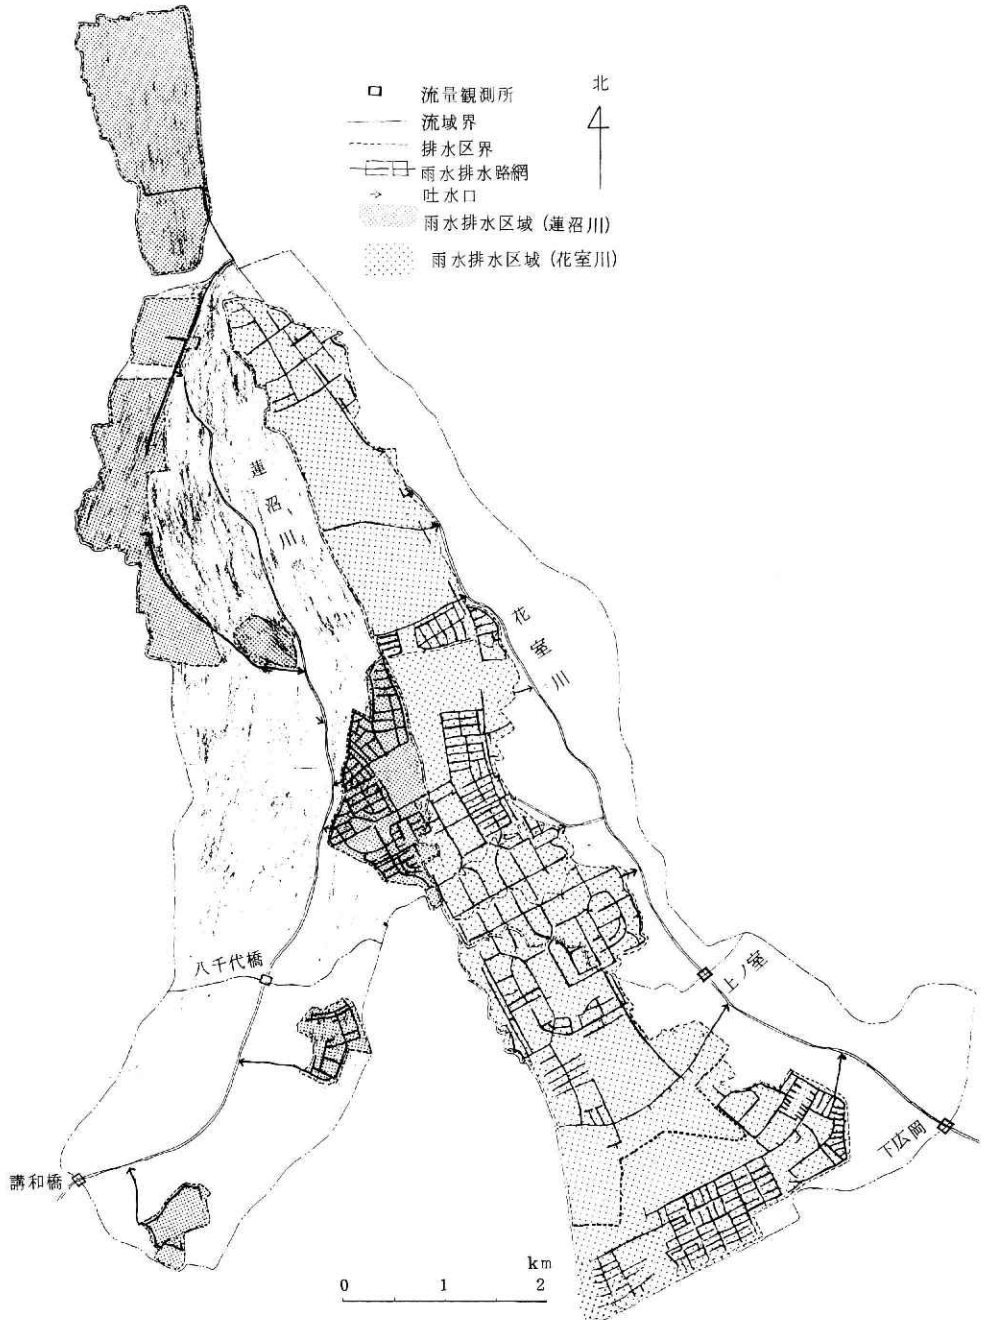 北
流量観測所
流域界
排水区界
雨水排水路網
吐水口
雨水排水区域 (蓮沼川)
雨水排水区域 (花室川)
蓮沼川
花室川
八千代橋
上ノ室
下広岡
講和橋
km
0 1 2